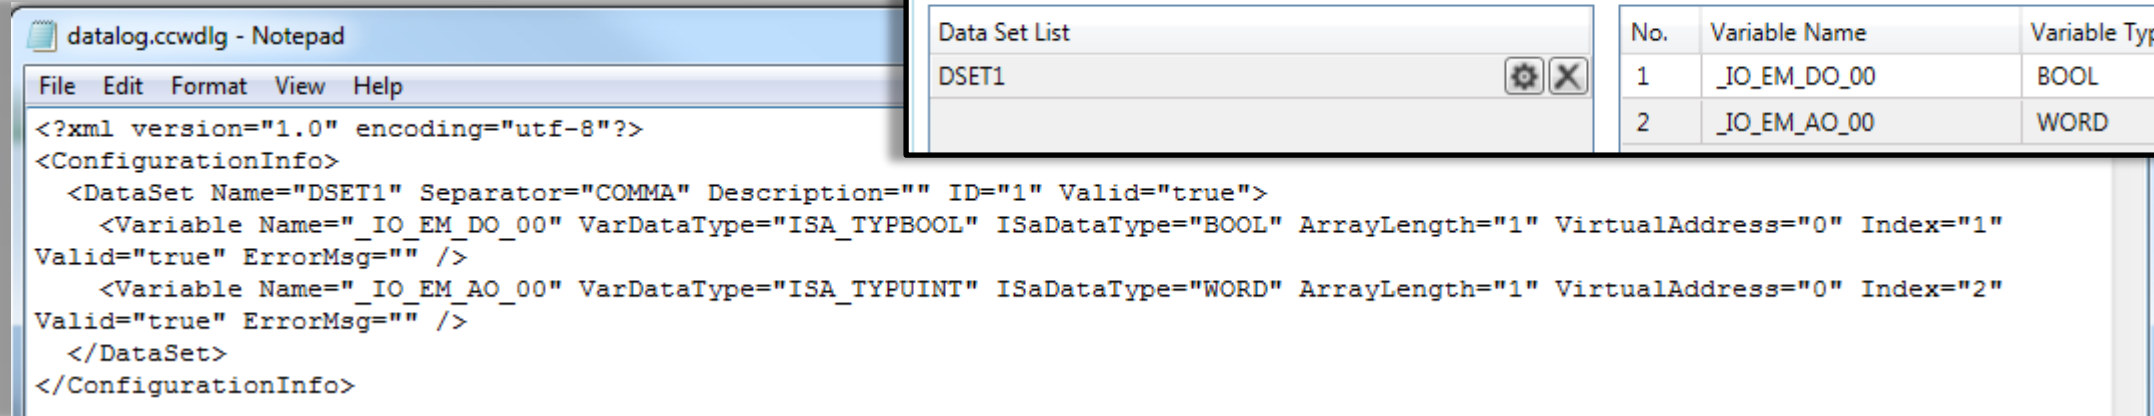 datalog.ccwdlg - Notepad
File Edit Format View Help
<?xml version="1.0" encoding="utf-8"?>
<ConfigurationInfo>
  <DataSet Name="DSET1" Separator="COMMA" Description="" ID="1" Valid="true">
    <Variable Name="_IO_EM_DO_00" VarDataType="ISA_TYPBOOL" ISaDataType="BOOL" ArrayLength="1" VirtualAddress="0" Index="1"
Valid="true" ErrorMsg="" />
    <Variable Name="_IO_EM_AO_00" VarDataType="ISA_TYPUINT" ISaDataType="WORD" ArrayLength="1" VirtualAddress="0" Index="2"
Valid="true" ErrorMsg="" />
  </DataSet>
</ConfigurationInfo>
Data Set List
DSET1
No. Variable Name Variable Typ
1 _IO_EM_DO_00 BOOL
2 _IO_EM_AO_00 WORD